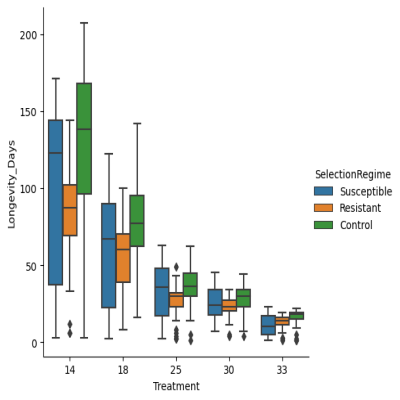 200
150
100
50
0
Longevity_Days
14 18 25 30 33
Treatment
SelectionRegime
Susceptible
Resistant
Control